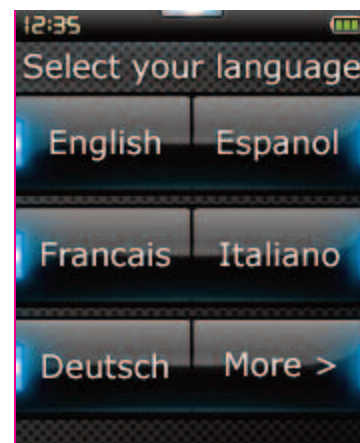 12:35
Select your language
English Espanol
Francais Italiano
Deutsch More >